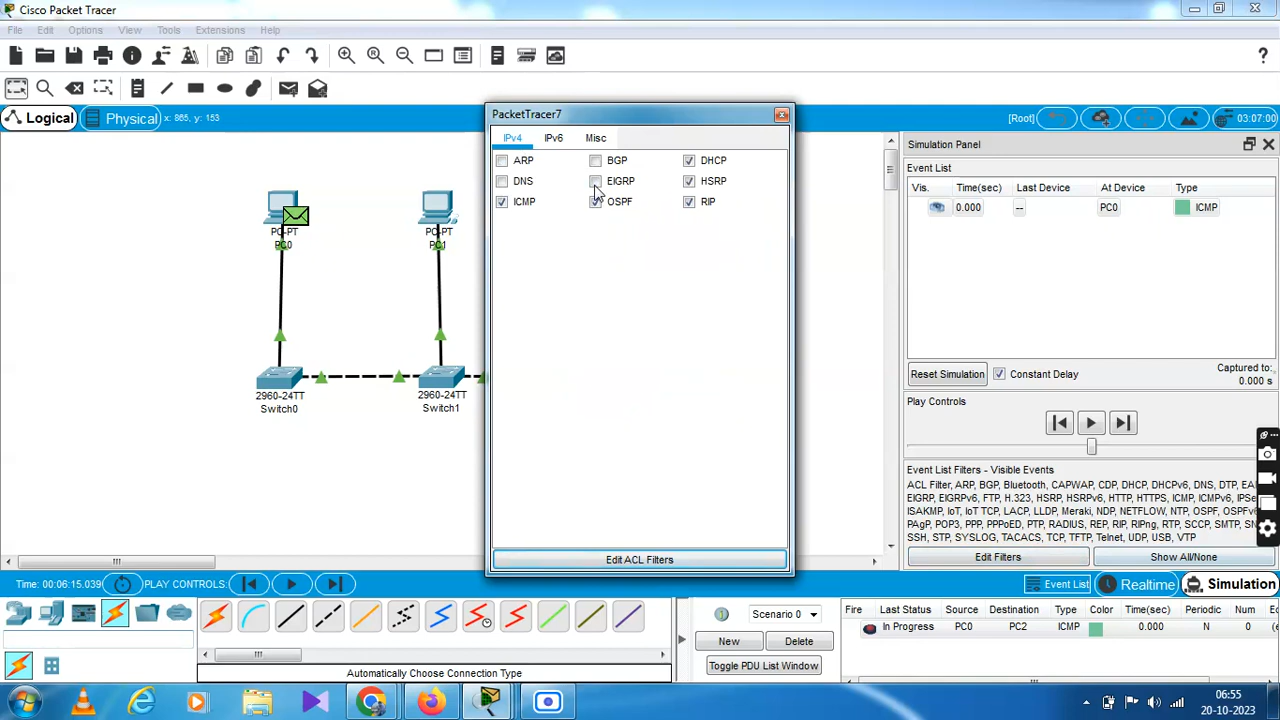 Cisco Packet Tracer
File Edit Options View Tools Extensions Help
?
Logical Physical x: 865, y: 153
[Root] 03:07:00
PacketTracer7
IPv4 IPv6 Misc
ARP BGP DHCP
DNS EIGRP HSRP
ICMP OSPF RIP
Edit ACL Filters
PC-PT
PC0
PC-PT
PC1
2960-24TT
Switch0
2960-24TT
Switch1
Simulation Panel
Event List
Vis. Time(sec) Last Device At Device Type
0.000 -- PC0 ICMP
Reset Simulation Constant Delay
Captured to:
0.000 s
Play Controls
Event List Filters - Visible Events
ACL Filter, ARP, BGP, Bluetooth, CAPWAP, CDP, DHCP, DHCPv6, DNS, DTP, EA
EIGRP, EIGRPv6, FTP, H.323, HSRP, HSRPv6, HTTP, HTTPS, ICMP, ICMPv6, IPSe
ISAKMP, IoT, IoT TCP, LACP, LLDP, Meraki, NDP, NETFLOW, NTP, OSPF, OSPFv
PAgP, POP3, PPP, PPPoED, PTP, RADIUS, REP, RIP, RIPng, RTP, SCCP, SMTP, SN
SSH, STP, SYSLOG, TACACS, TCP, TFTP, Telnet, UDP, USB, VTP
Edit Filters Show All/None
Time: 00:06:15.039 PLAY CONTROLS:
Event List Realtime Simulation
Scenario 0
New Delete
Toggle PDU List Window
Fire Last Status Source Destination Type Color Time(sec) Periodic Num
In Progress PC0 PC2 ICMP 0.000 N 0 (e
Automatically Choose Connection Type
06:55
20-10-2023